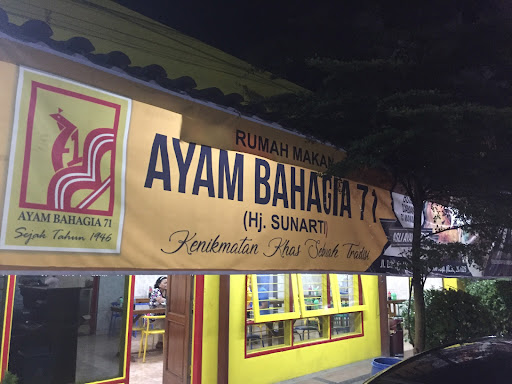 RUMAH MAKAN
AYAM BAHAGIA 71
(Hj. SUNARTI)
Kenikmatan Khas Sebuah Tradisi
AYAM BAHAGIA 71
Sejak Tahun 1946